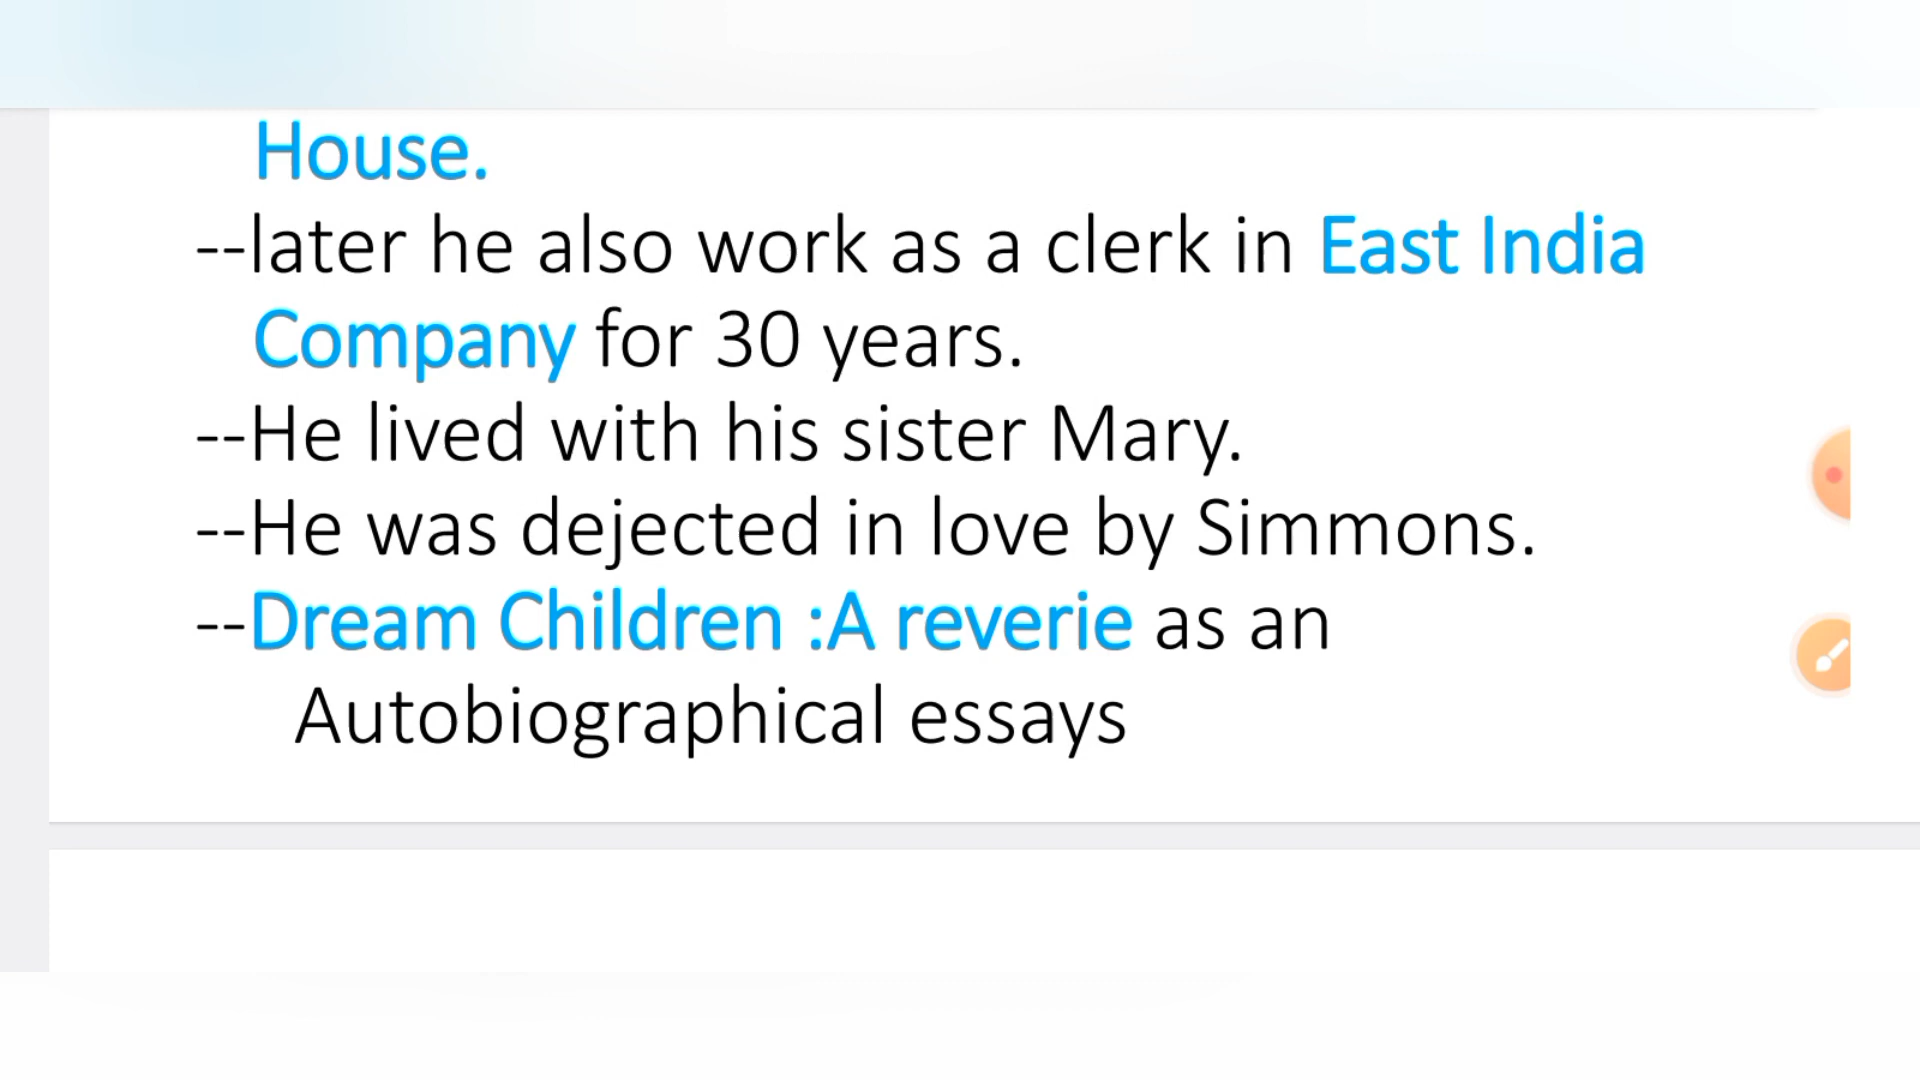 House.
--later he also work as a clerk in East India
Company for 30 years.
--He lived with his sister Mary.
--He was dejected in love by Simmons.
--Dream Children :A reverie as an
Autobiographical essays